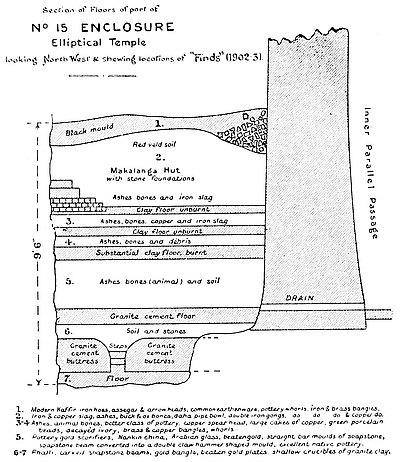 Section of Floors of part of
No 15 ENCLOSURE
Elliptical Temple
looking North West & shewing locations of "Finds" (1902-3).
Black mould
1.
Red veld soil
2.
Makalanga Hut
with stone foundations
Ashes bones and iron slag
Clay floor unburnt
3. Ashes, bones, copper and iron slag
Clay floor unburnt
4. Ashes, bones and débris
Substantial clay floor, burnt
5. Ashes bones (animal) and soil
Granite cement floor
6. Soil and stones
Granite cement buttress
Steps
Granite cement buttress
7. Floor
9' 6"
DRAIN
Inner Parallel Passage
1. Modern Kaffir iron hoes, assegai & arrow heads, common earthenware, pottery whorls, iron & brass bangles.
2. Iron & copper slag, ashes, buck & ox bones, daha pipe bowl, double iron gongs, do do do & copper do.
3-4 Ashes, animal bones, better class of pottery, copper spear head, large cakes of copper, green porcelain
beads, decayed ivory, brass & copper bangles, whorls
5. Pottery gold scorifiers, Nankin china, Arabian glass, beaten gold, straight bar moulds of soapstone,
soapstone beam converted into a double claw hammer shaped mould, excellent native pottery.
6-7 Phalli, carved soapstone beams, gold bangle, beaten gold plates, shallow crucibles of granite clay.